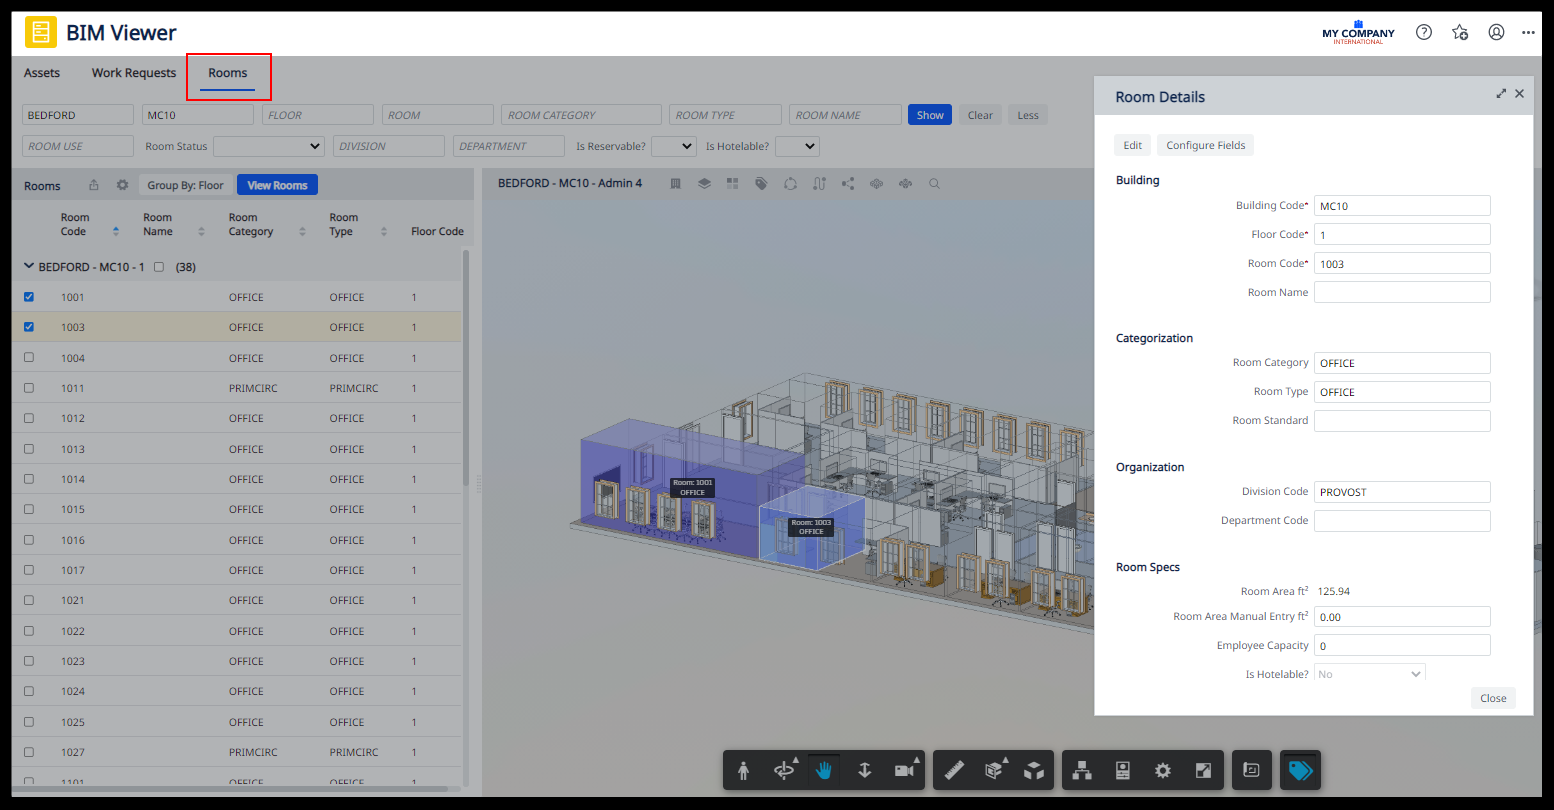 BIM Viewer
MY COMPANY
INTERNATIONAL
Assets Work Requests Rooms
BEDFORD MC10 FLOOR ROOM ROOM CATEGORY ROOM TYPE ROOM NAME Show Clear Less
ROOM USE Room Status DIVISION DEPARTMENT Is Reservable? Is Hotelable?
Rooms Group By: Floor View Rooms
Room Code Room Name Room Category Room Type Floor Code
BEDFORD - MC10 - 1 (38)
1001 OFFICE OFFICE 1
1003 OFFICE OFFICE 1
1004 OFFICE OFFICE 1
1011 PRIMCIRC PRIMCIRC 1
1012 OFFICE OFFICE 1
1013 OFFICE OFFICE 1
1014 OFFICE OFFICE 1
1015 OFFICE OFFICE 1
1016 OFFICE OFFICE 1
1017 OFFICE OFFICE 1
1021 OFFICE OFFICE 1
1022 OFFICE OFFICE 1
1023 OFFICE OFFICE 1
1024 OFFICE OFFICE 1
1025 OFFICE OFFICE 1
1027 PRIMCIRC PRIMCIRC 1
1101 OFFICE OFFICE 1
BEDFORD - MC10 - Admin 4
Room: 1001
OFFICE
Room: 1003
OFFICE
Room Details
Edit Configure Fields
Building
Building Code* MC10
Floor Code* 1
Room Code* 1003
Room Name
Categorization
Room Category OFFICE
Room Type OFFICE
Room Standard
Organization
Division Code PROVOST
Department Code
Room Specs
Room Area ft² 125.94
Room Area Manual Entry ft² 0.00
Employee Capacity 0
Is Hotelable? No
Close